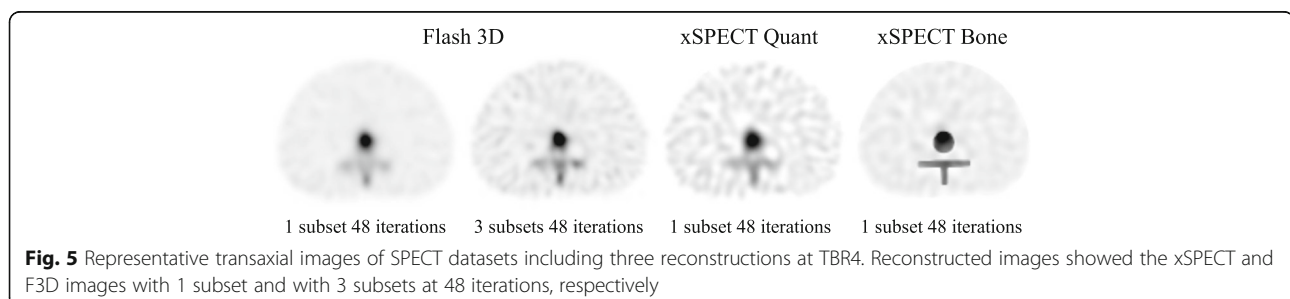 Flash 3D xSPECT Quant xSPECT Bone
1 subset 48 iterations 3 subsets 48 iterations 1 subset 48 iterations 1 subset 48 iterations
Fig. 5 Representative transaxial images of SPECT datasets including three reconstructions at TBR4. Reconstructed images showed the xSPECT and
F3D images with 1 subset and with 3 subsets at 48 iterations, respectively